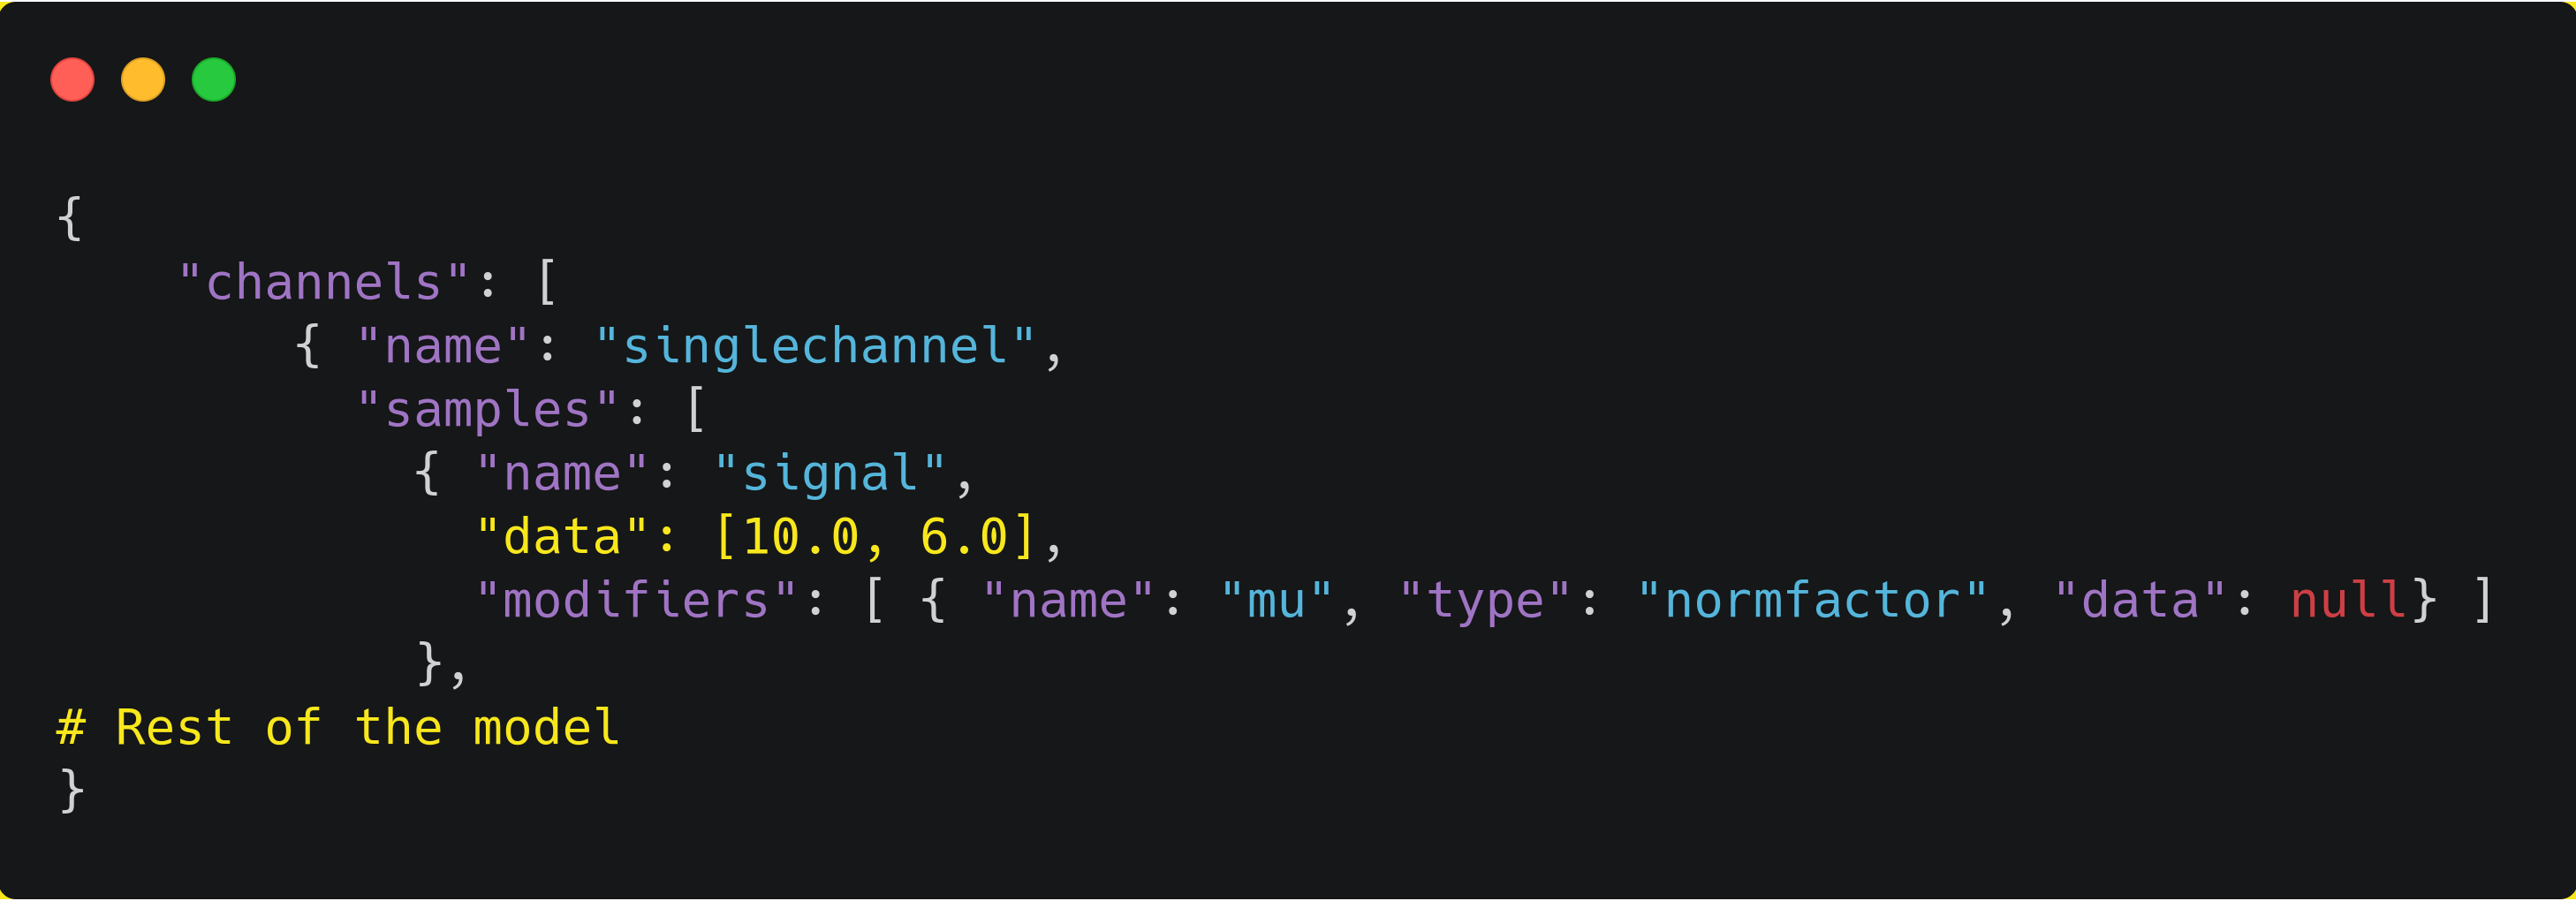 {
    "channels": [
        { "name": "singlechannel",
          "samples": [
            { "name": "signal",
              "data": [10.0, 6.0],
              "modifiers": [ { "name": "mu", "type": "normfactor", "data": null} ]
            },
# Rest of the model
}